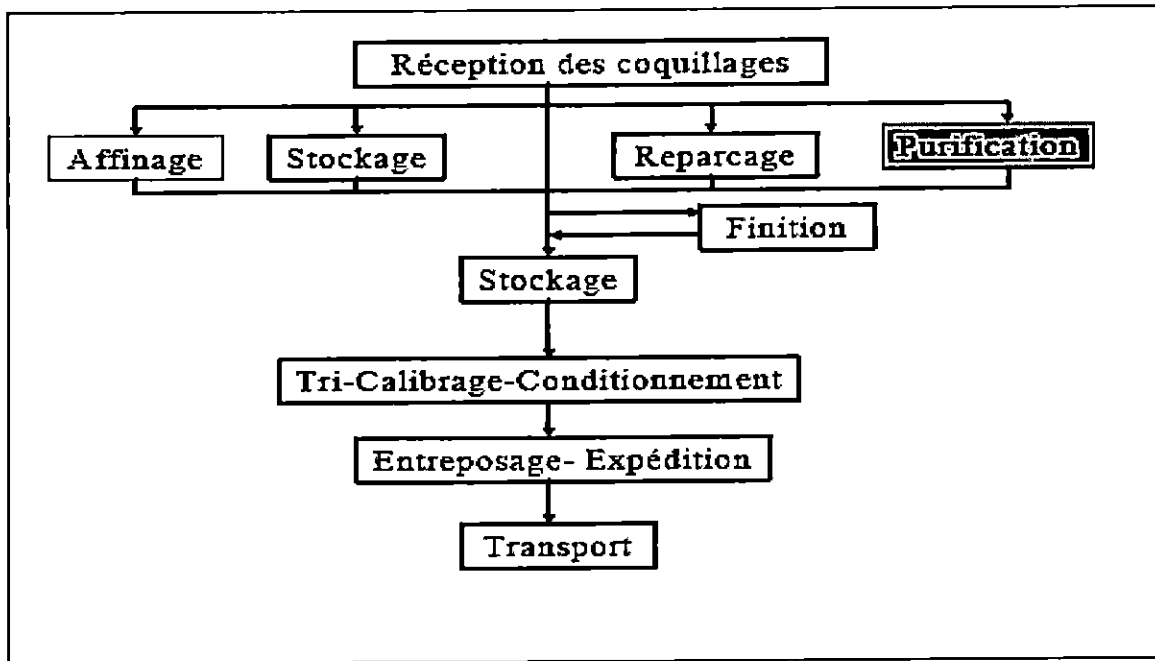 Réception des coquillages
Affinage
Stockage
Reparcage
Purification
Finition
Stockage
Tri-Calibrage-Conditionnement
Entreposage- Expédition
Transport